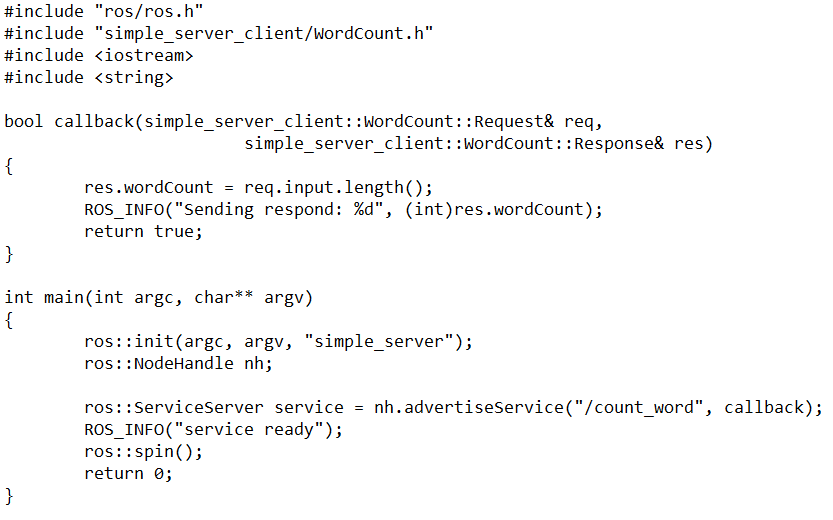 #include "ros/ros.h"
#include "simple_server_client/WordCount.h"
#include <iostream>
#include <string>
bool callback(simple_server_client::WordCount::Request& req,
simple_server_client::WordCount::Response& res)
{
res.wordCount = req.input.length();
ROS_INFO("Sending respond: %d", (int)res.wordCount);
return true;
}
int main(int argc, char** argv)
{
ros::init(argc, argv, "simple_server");
ros::NodeHandle nh;
ros::ServiceServer service = nh.advertiseService("/count_word", callback);
ROS_INFO("service ready");
ros::spin();
return 0;
}